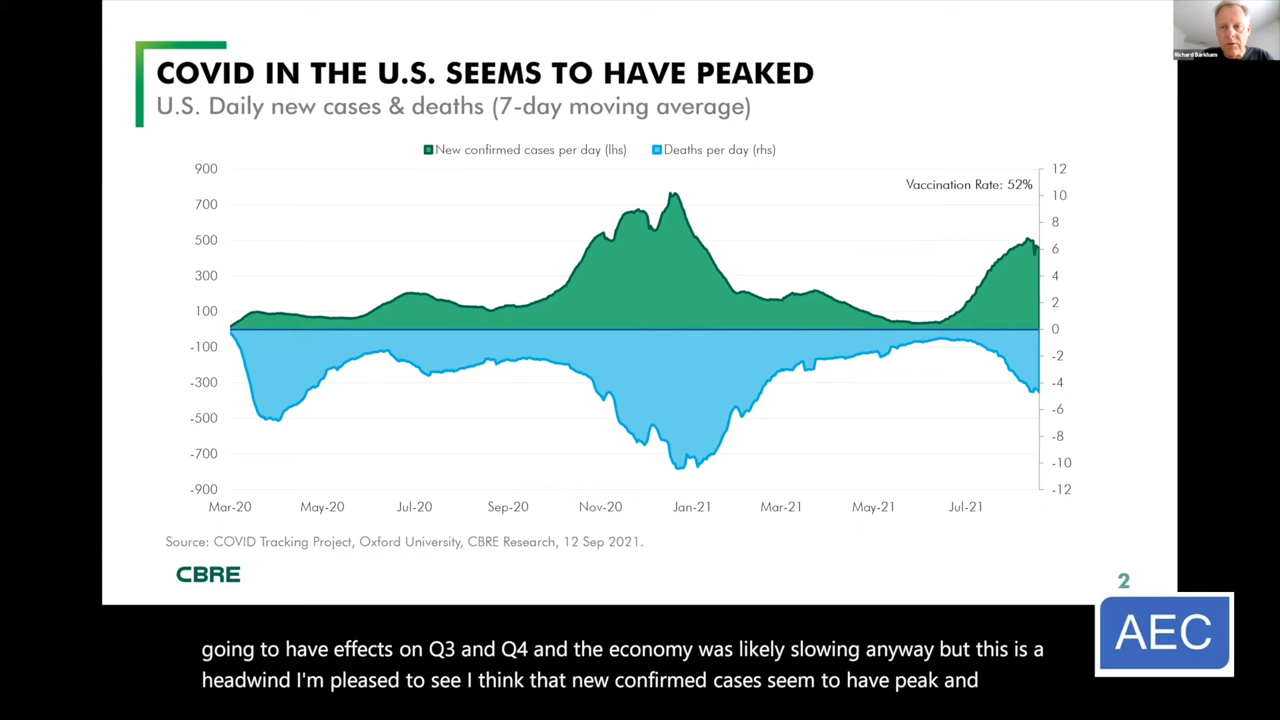 Richard Barkham
COVID IN THE U.S. SEEMS TO HAVE PEAKED
U.S. Daily new cases & deaths (7-day moving average)
New confirmed cases per day (lhs)
Deaths per day (rhs)
900
700
500
300
100
-100
-300
-500
-700
-900
12
10
8
6
4
2
0
-2
-4
-6
-8
-10
-12
Vaccination Rate: 52%
Mar-20
May-20
Jul-20
Sep-20
Nov-20
Jan-21
Mar-21
May-21
Jul-21
Source: COVID Tracking Project, Oxford University, CBRE Research, 12 Sep 2021.
CBRE
2
AEC
going to have effects on Q3 and Q4 and the economy was likely slowing anyway but this is a
headwind I'm pleased to see I think that new confirmed cases seem to have peak and